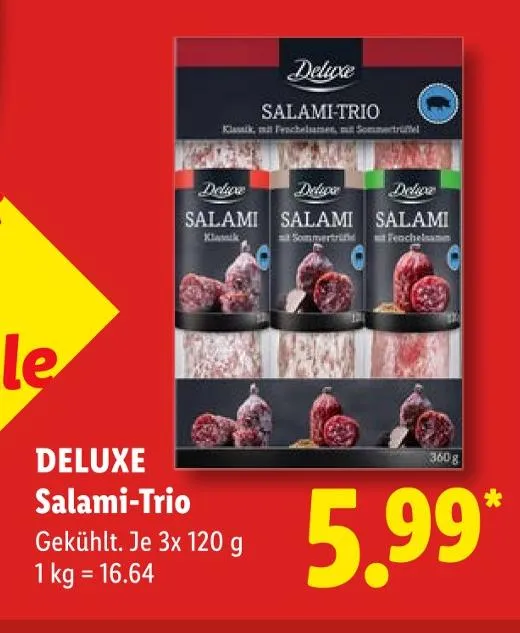 Deluxe
SALAMI-TRIO
Klassik, mit Fenchelsamen, mit Sommertrüffel
Deluxe
SALAMI
Klassik
Deluxe
SALAMI
mit Sommertrüffel
Deluxe
SALAMI
mit Fenchelsamen
360 g
le
DELUXE
Salami-Trio
Gekühlt. Je 3x 120 g
1 kg = 16.64
5.99*